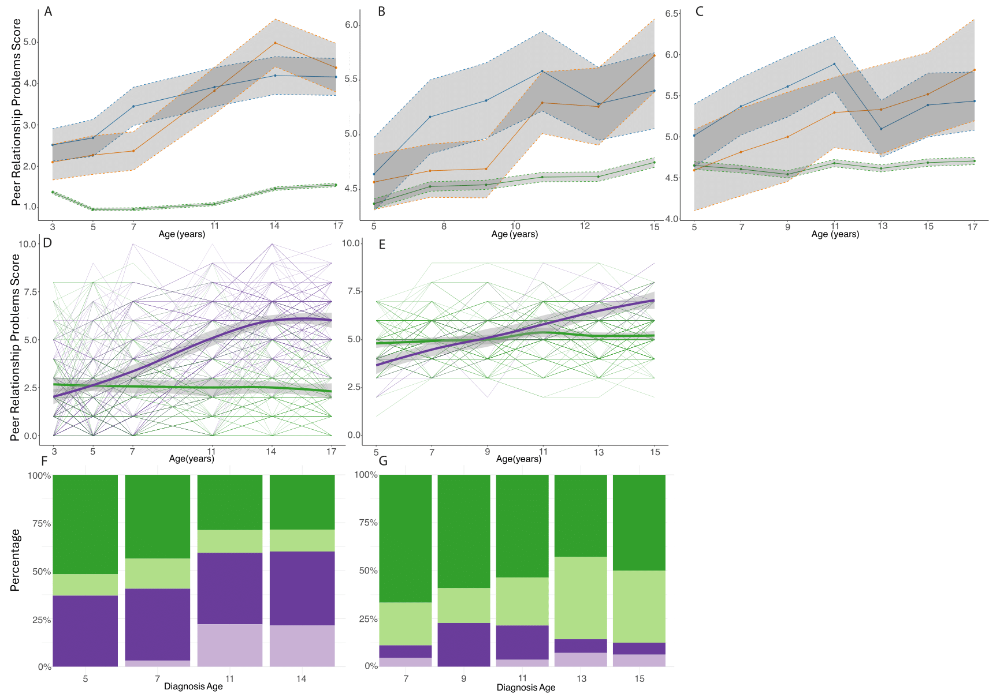 A
B
C
Peer Relationship Problems Score
5.0
4.0
3.0
2.0
1.0
3 5 7 11 14 17
Age (years)
6.0
5.5
5.0
4.5
5 8 10 12 15
Age (years)
6.5
6.0
5.5
5.0
4.5
4.0
5 7 9 11 13 15 17
Age (years)
D
E
Peer Relationship Problems Score
10.0
7.5
5.0
2.5
0.0
3 5 7 11 14 17
Age(years)
10.0
7.5
5.0
2.5
0.0
5 7 9 11 13 15
Age(years)
F
G
Percentage
100%
75%
50%
25%
0%
5 7 11 14
Diagnosis Age
100%
75%
50%
25%
0%
7 9 11 13 15
Diagnosis Age